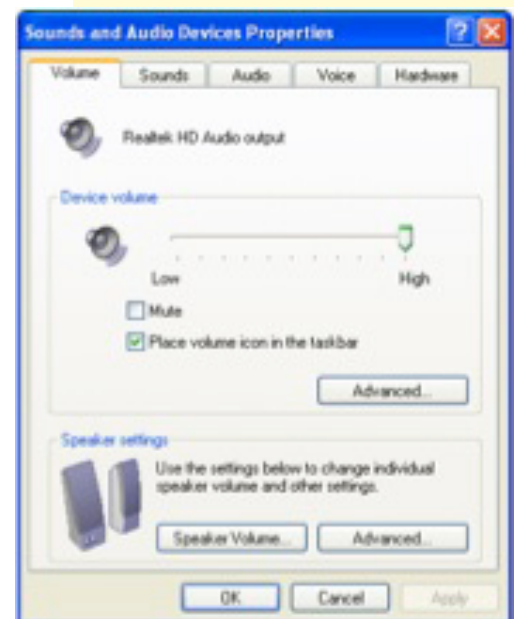 Sounds and Audio Devices Properties
Volume Sounds Audio Voice Hardware
Realtek HD Audio output
Device volume
Low High
Mute
Place volume icon in the taskbar
Advanced...
Speaker settings
Use the settings below to change individual
speaker volume and other settings.
Speaker Volume... Advanced...
OK Cancel Apply